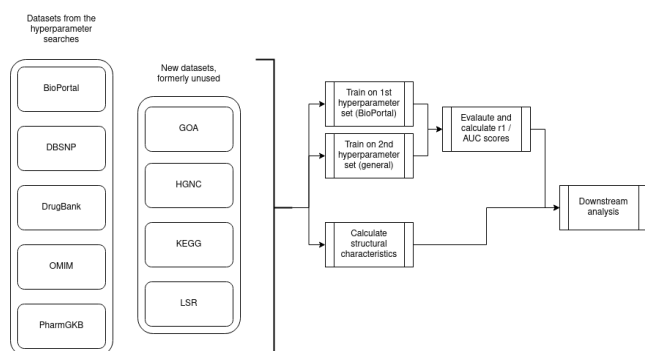 Datasets from the
hyperparameter
searches
BioPortal
DBSNP
DrugBank
OMIM
PharmGKB
New datasets,
formerly unused
GOA
HGNC
KEGG
LSR
Train on 1st
hyperparameter
set (BioPortal)
Train on 2nd
hyperparameter
set (general)
Calculate
structural
characteristics
Evalaute and
calculate r1 /
AUC scores
Downstream
analysis